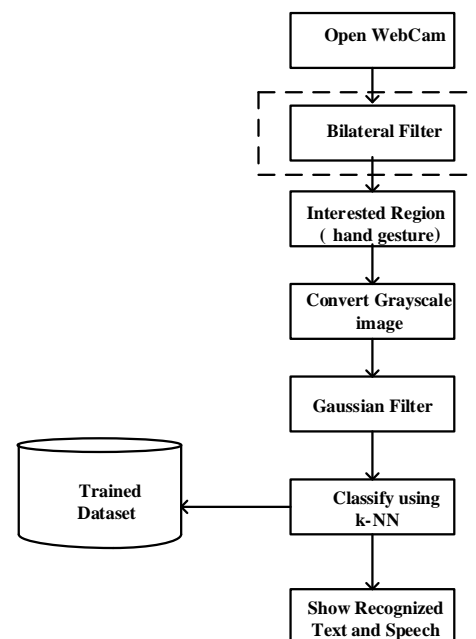 Open WebCam
Bilateral Filter
Interested Region
( hand gesture)
Convert Grayscale
image
Gaussian Filter
Trained
Dataset
Classify using
k-NN
Show Recognized
Text and Speech